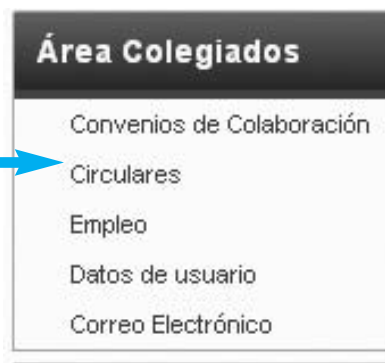 Área Colegiados
Convenios de Colaboración
Circulares
Empleo
Datos de usuario
Correo Electrónico